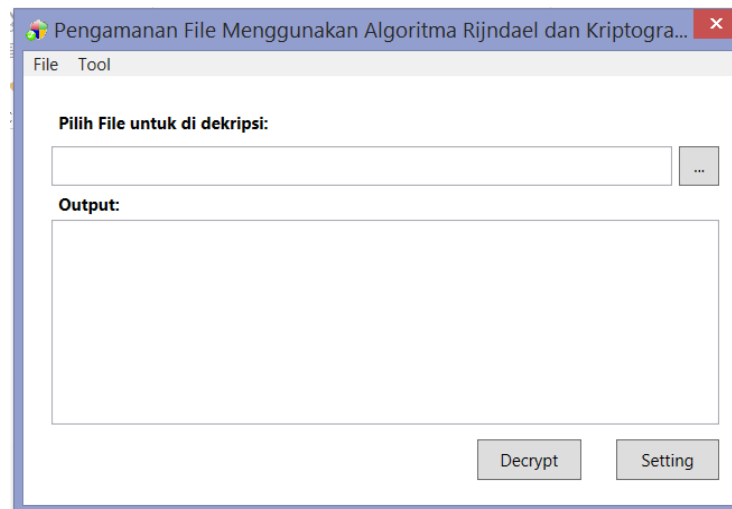 Pengamanan File Menggunakan Algoritma Rijndael dan Kriptogra...
File Tool
Pilih File untuk di dekripsi:
...
Output:
Decrypt Setting